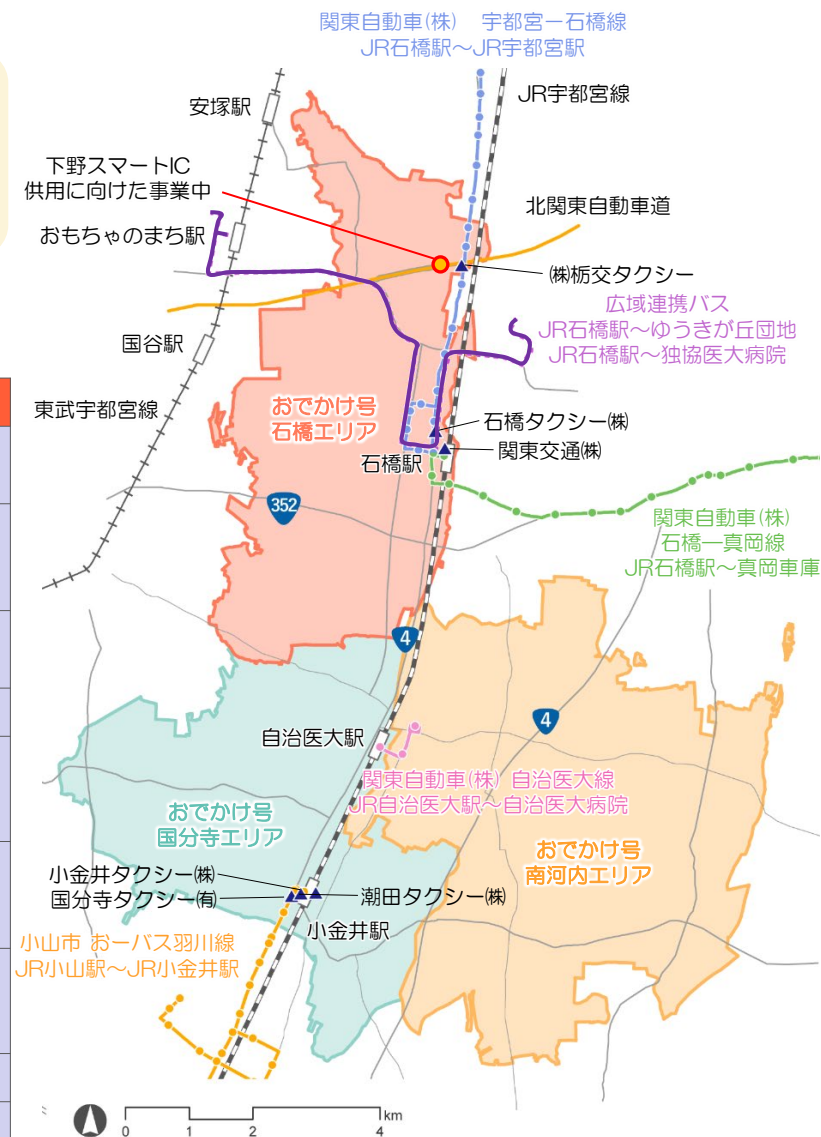 関東自動車(株) 宇都宮ー石橋線
JR石橋駅～JR宇都宮駅
安塚駅
JR宇都宮線
下野スマートIC
供用に向けた事業中
北関東自動車道
おもちゃのまち駅
㈱栃交タクシー
広域連携バス
JR石橋駅～ゆうきが丘団地
JR石橋駅～独協医大病院
国谷駅
東武宇都宮線
おでかけ号
石橋エリア
石橋タクシー㈱
石橋駅
関東交通㈱
352
関東自動車(株)
石橋―真岡線
JR石橋駅～真岡車庫
4
4
自治医大駅
関東自動車(株) 自治医大線
JR自治医大駅～自治医大病院
おでかけ号
国分寺エリア
おでかけ号
南河内エリア
小金井タクシー㈱
国分寺タクシー㈲
潮田タクシー㈱
小金井駅
小山市 おーバス羽川線
JR小山駅～JR小金井駅
km
0 1 2 4